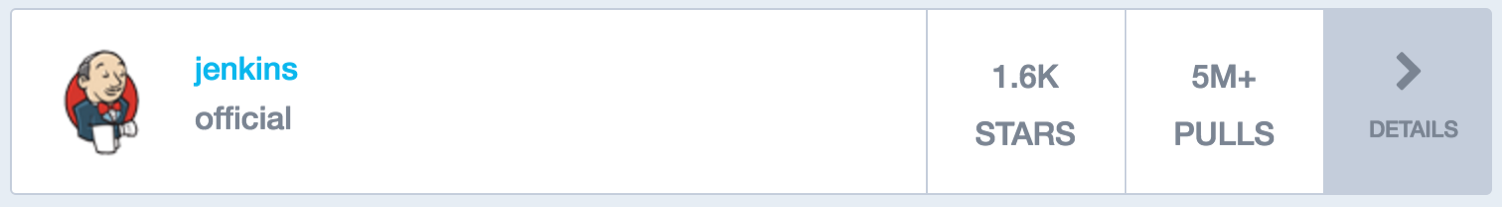 jenkins
official
1.6K
STARS
5M+
PULLS
DETAILS